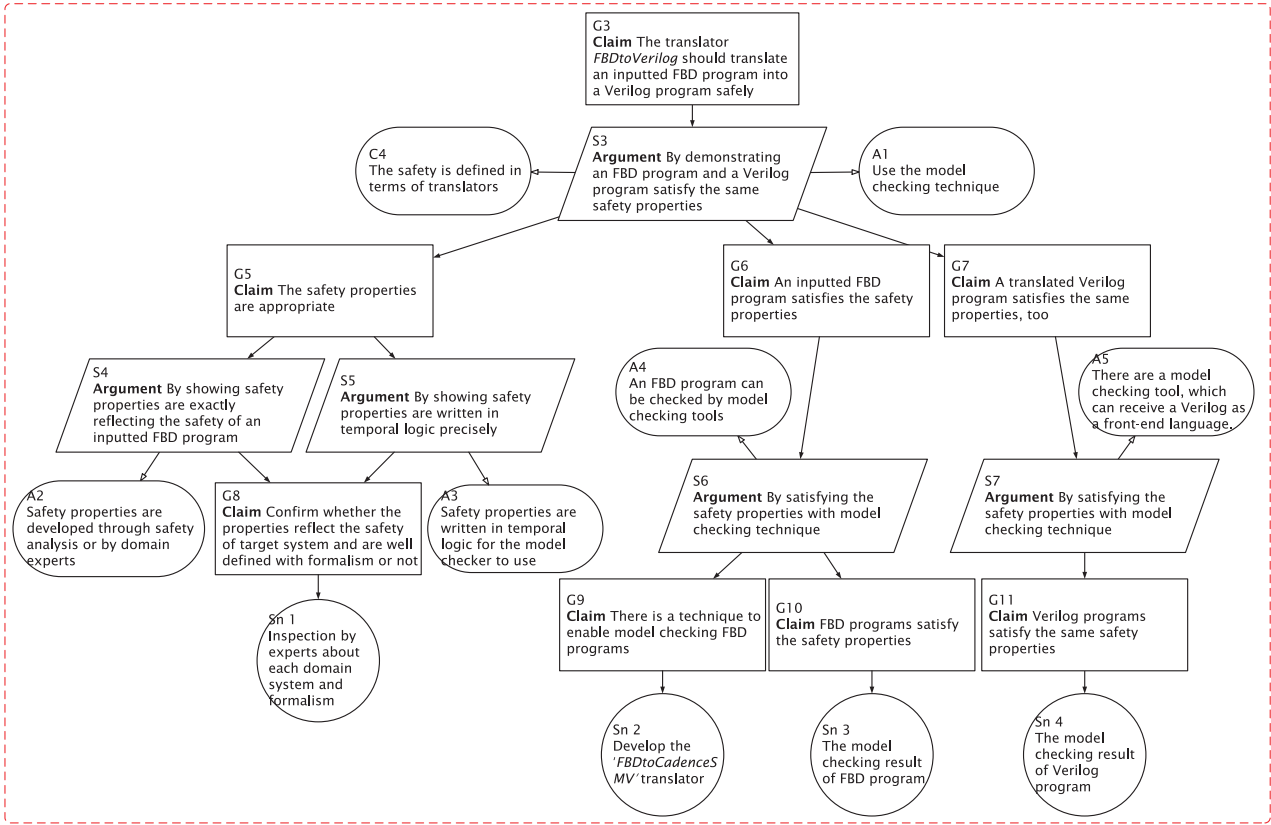 G3
Claim The translator
FBDtoVerilog should translate
an inputted FBD program into
a Verilog program safely
C4
The safety is defined in
terms of translators
S3
Argument By demonstrating
an FBD program and a Verilog
program satisfy the same
safety properties
A1
Use the model
checking technique
G5
Claim The safety properties
are appropriate
G6
Claim An inputted FBD
program satisfies the safety
properties
G7
Claim A translated Verilog
program satisfies the same
properties, too
S4
Argument By showing safety
properties are exactly
reflecting the safety of an
inputted FBD program
S5
Argument By showing safety
properties are written in
temporal logic precisely
A4
An FBD program can
be checked by model
checking tools
A5
There are a model
checking tool, which
can receive a Verilog as
a front-end language.
A2
Safety properties are
developed through safety
analysis or by domain
experts
G8
Claim Confirm whether the
properties reflect the safety
of target system and are well
defined with formalism or not
A3
Safety properties are
written in temporal
logic for the model
checker to use
S6
Argument By satisfying the
safety properties with model
checking technique
S7
Argument By satisfying the
safety properties with model
checking technique
Sn 1
Inspection by
experts about
each domain
system and
formalism
G9
Claim There is a technique to
enable model checking FBD
programs
G10
Claim FBD programs satisfy
the safety properties
G11
Claim Verilog programs
satisfy the same safety
properties
Sn 2
Develop the
'FBDtoCadenceS
MV' translator
Sn 3
The model
checking result
of FBD program
Sn 4
The model
checking result
of Verilog
program